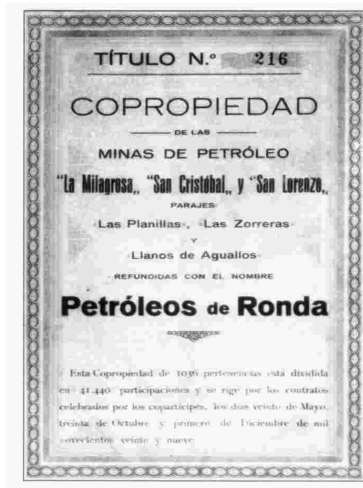 TÍTULO N.º 216
COPROPIEDAD
DE LAS
MINAS DE PETRÓLEO
"La Milagrosa,, "San Cristóbal,, y "San Lorenzo,,
PARAJES
«Las Planillas», «Las Zorreras»
Y
«Llanos de Aguallos»
REFUNDIDAS CON EL NOMBRE
Petróleos de Ronda
Esta Copropiedad de 1036 pertenencias está dividida
en 41.440 participaciones y se rige por los contratos
celebrados por los copartícipes, los días veinte de Mayo,
treinta de Octubre y primero de Diciembre de mil
novecientos veinte y nueve